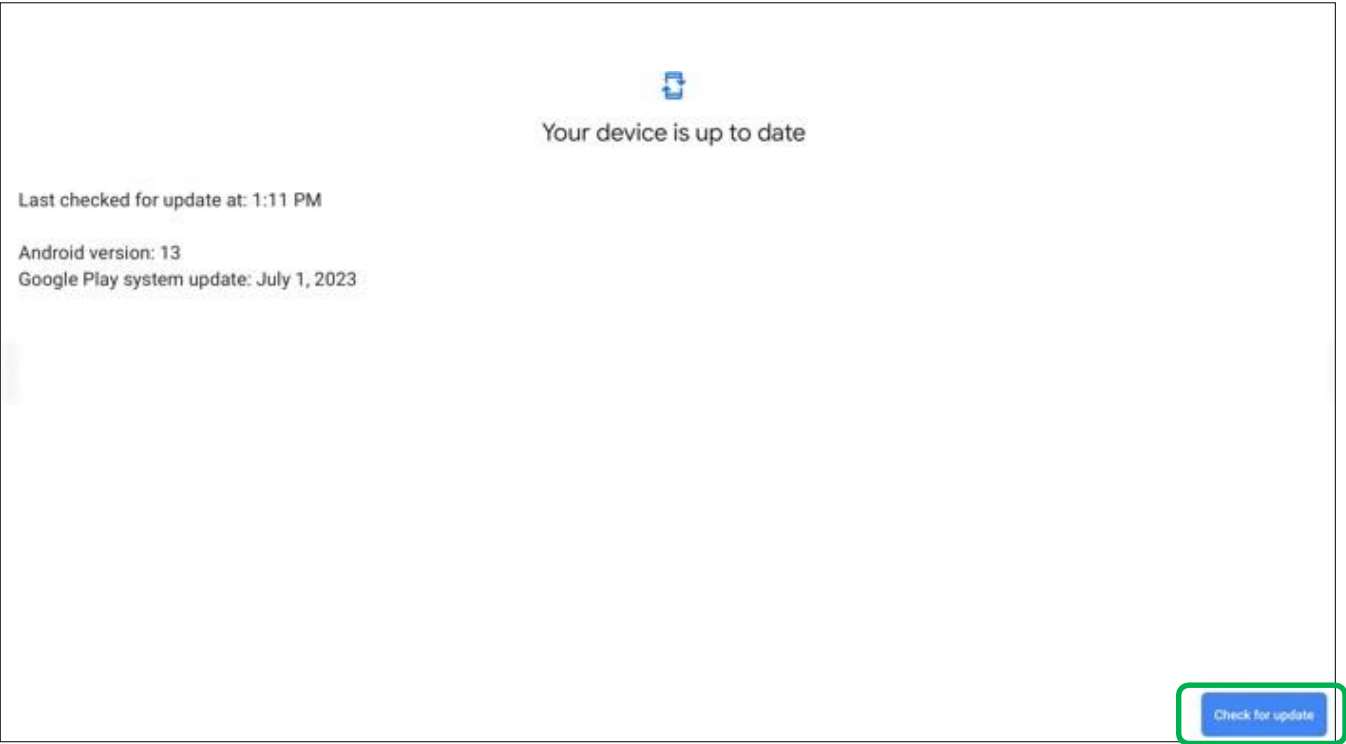 Your device is up to date
Last checked for update at: 1:11 PM
Android version: 13
Google Play system update: July 1, 2023
Check for update